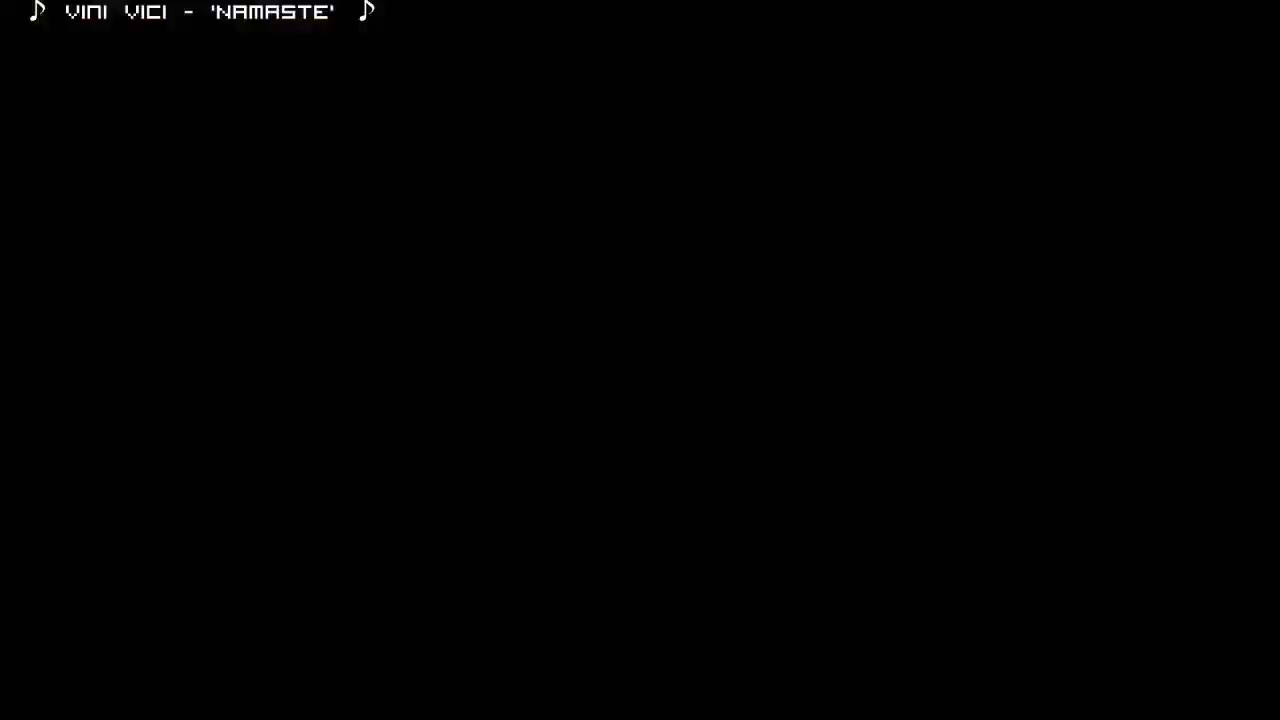 ♪ VINI VICI - 'NAMASTE' ♪